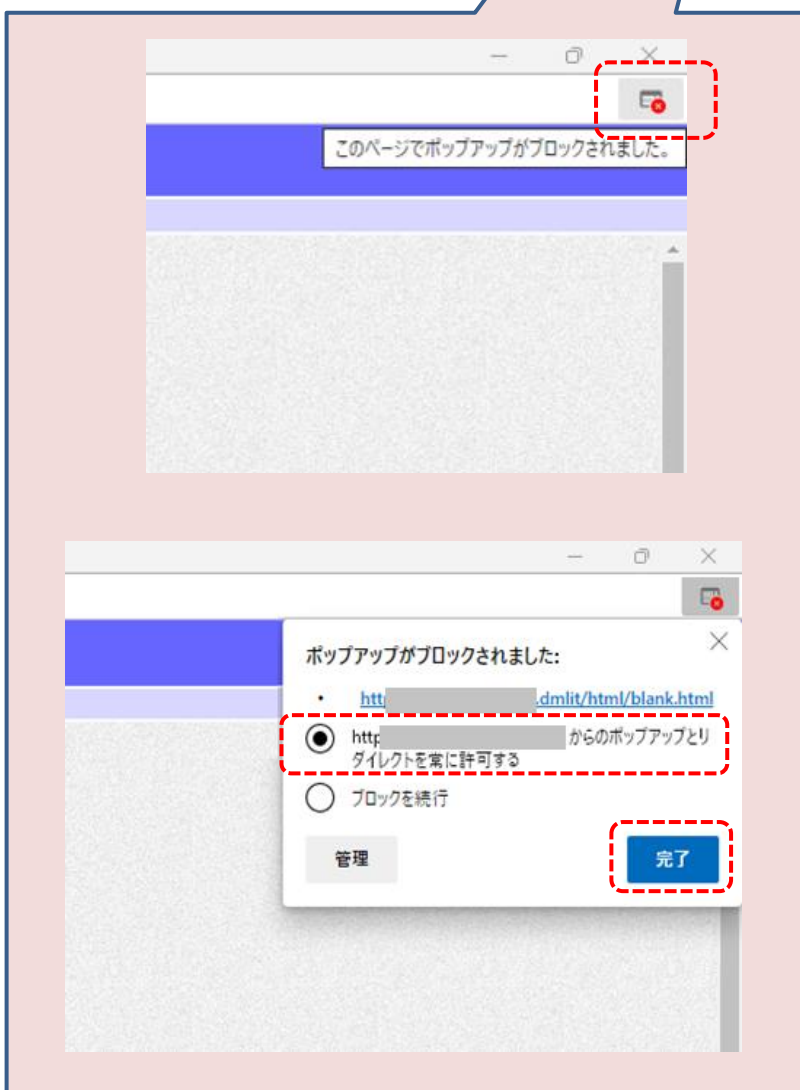 このページでポップアップがブロックされました。
ポップアップがブロックされました:
・ htt .dmlit/html/blank.html
http からのポップアップとリ
ダイレクトを常に許可する
ブロックを続行
管理
完了